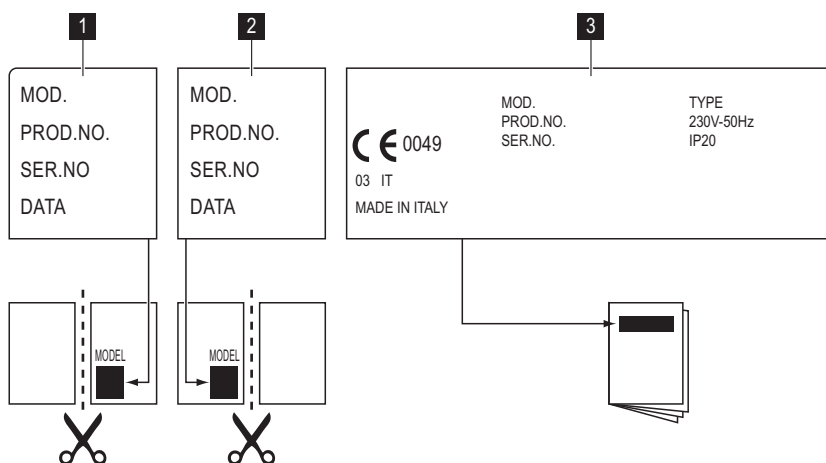 1
2
3
MOD.
PROD.NO.
SER.NO
DATA
MOD.
PROD.NO.
SER.NO
DATA
MOD.
PROD.NO.
SER.NO.
TYPE
230V-50Hz
IP20
CE 0049
03 IT
MADE IN ITALY
MODEL
MODEL